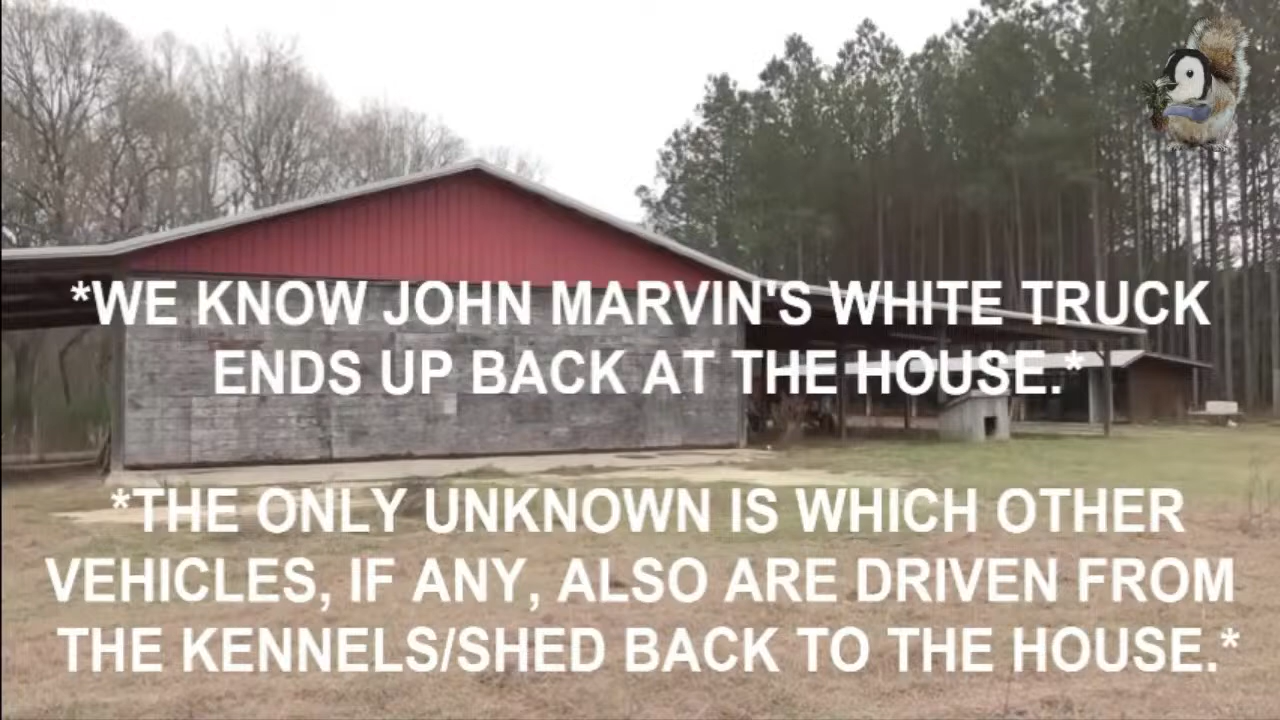 *WE KNOW JOHN MARVIN'S WHITE TRUCK
ENDS UP BACK AT THE HOUSE.*
*THE ONLY UNKNOWN IS WHICH OTHER
VEHICLES, IF ANY, ALSO ARE DRIVEN FROM
THE KENNELS/SHED BACK TO THE HOUSE.*